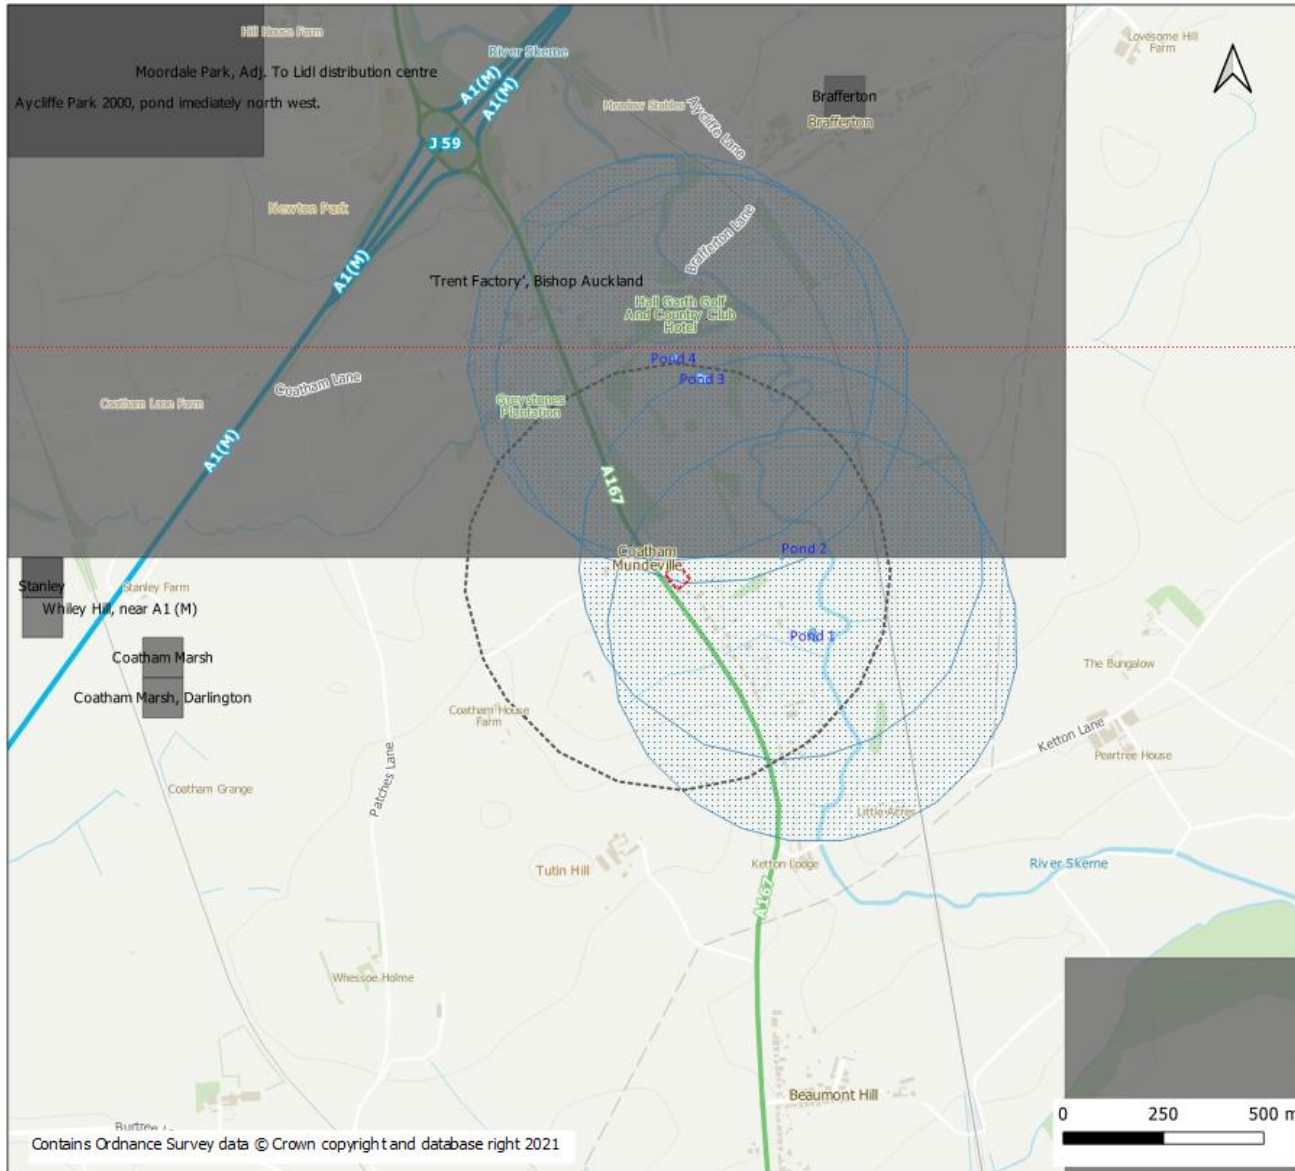 Hill House Farm
River Skerne
Lovesome Hill
Farm
Moordale Park, Adj. To Lidl distribution centre
A1(M)
A1(M)
Aycliffe Park 2000, pond imediately north west.
Meadow Stables
Aycliffe Lane
Brafferton
Brafferton
J 59
Newton Park
Brafferton Lane
A1(M)
'Trent Factory', Bishop Auckland
Hall Garth Golf
And Country Club
Hotel
Pond 4
Pond 3
Coatham Lane
Coatham Lane Farm
Greystones
Plantation
A1(M)
A167
Coatham
Mundeville
Pond 2
Stanley
Stanley Farm
Whiley Hill, near A1 (M)
Pond 1
Coatham Marsh
The Bungalow
Coatham Marsh, Darlington
Coatham House
Farm
Ketton Lane
Peartree House
Patches Lane
Coatham Grange
Little Acres
Tutin Hill
Ketton Lodge
River Skerne
A167
Whessoe Holme
Beaumont Hill
0 250 500 m
Contains Ordnance Survey data © Crown copyright and database right 2021